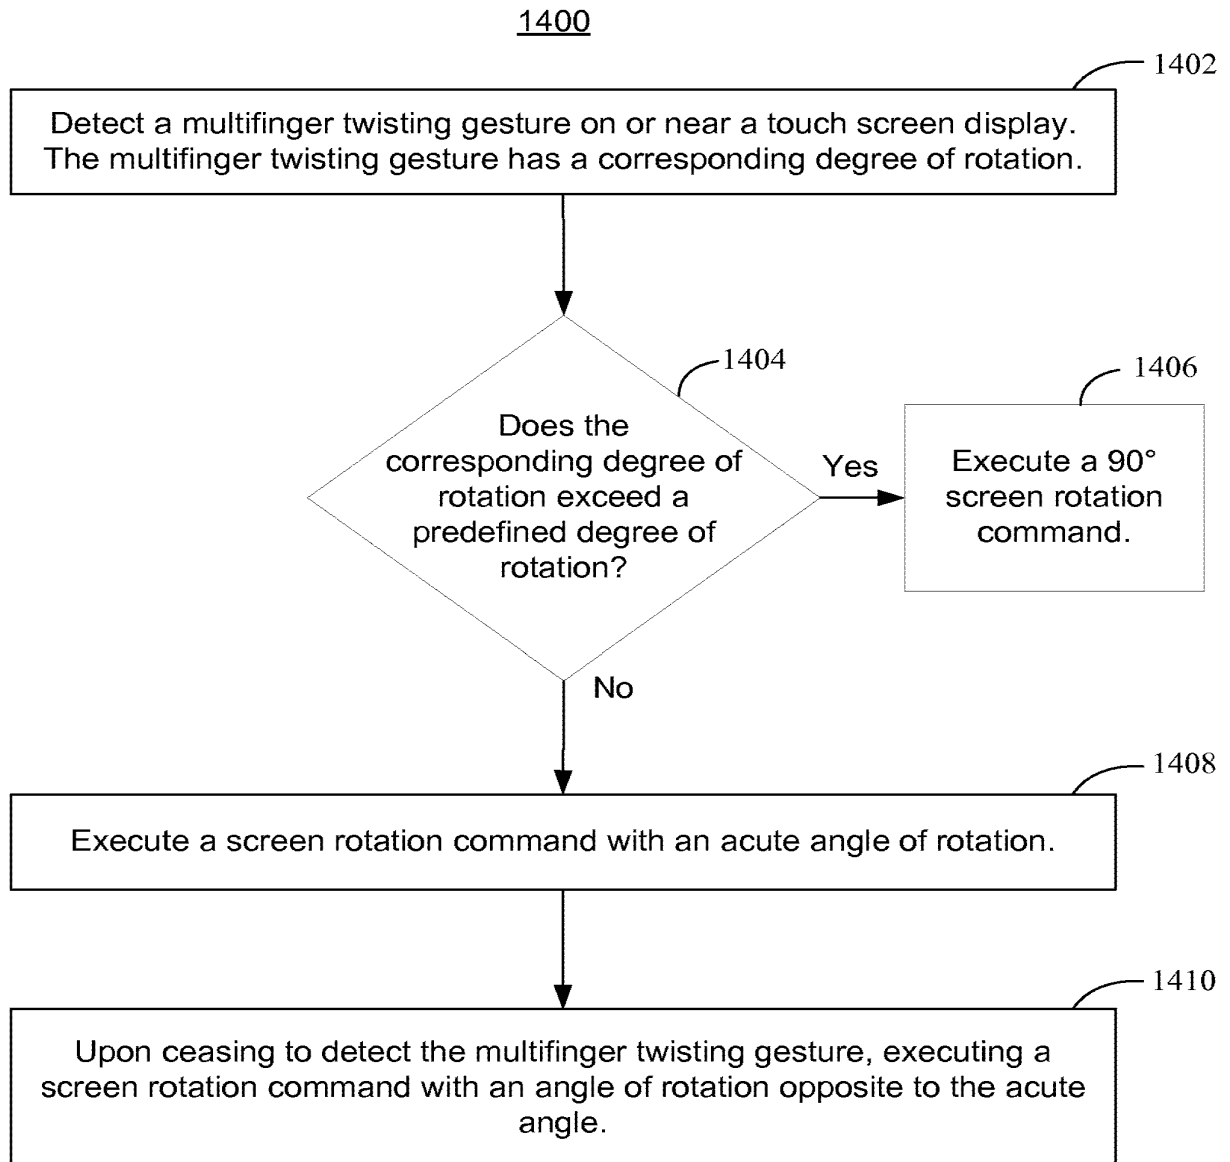 1400
1402
Detect a multifinger twisting gesture on or near a touch screen display.
The multifinger twisting gesture has a corresponding degree of rotation.
1404
Does the
corresponding degree of
rotation exceed a
predefined degree of
rotation?
Yes
1406
Execute a 90°
screen rotation
command.
No
1408
Execute a screen rotation command with an acute angle of rotation.
1410
Upon ceasing to detect the multifinger twisting gesture, executing a
screen rotation command with an angle of rotation opposite to the acute
angle.